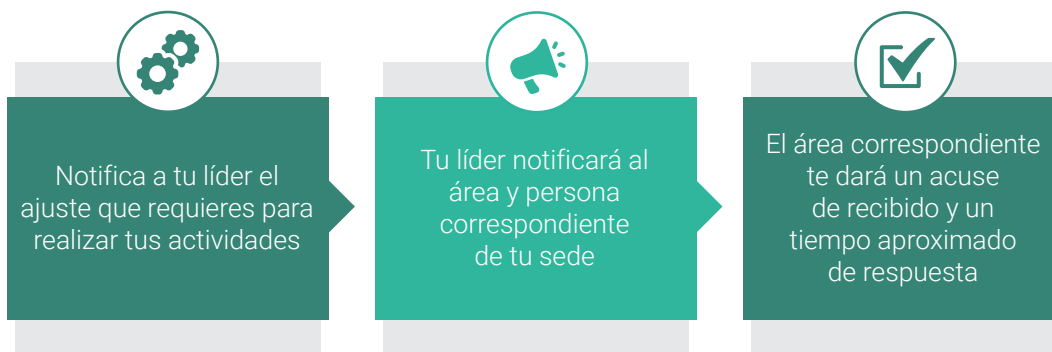 Notifica a tu líder el
ajuste que requieres para
realizar tus actividades
Tu líder notificará al
área y persona
correspondiente
de tu sede
El área correspondiente
te dará un acuse
de recibido y un
tiempo aproximado
de respuesta